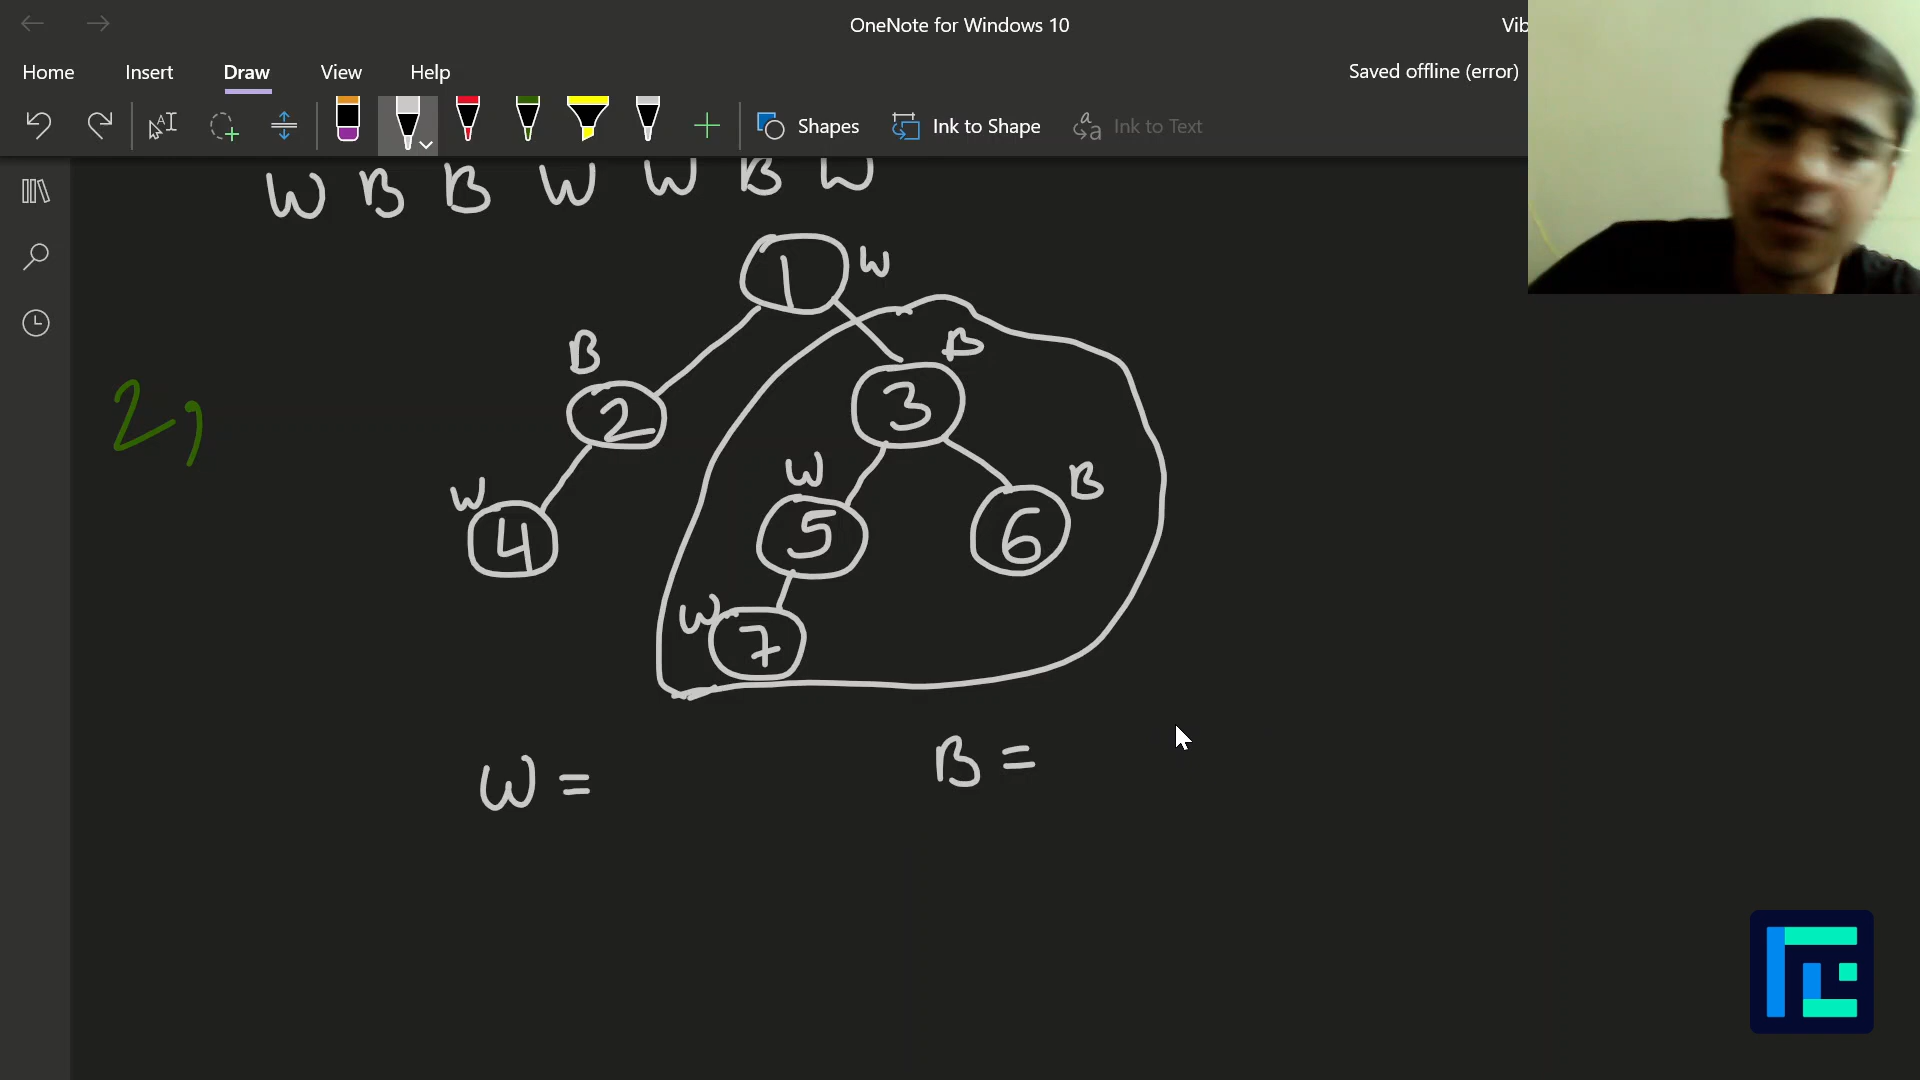 OneNote for Windows 10
Vib
Home Insert Draw View Help
Saved offline (error)
Shapes Ink to Shape Ink to Text
W B B W W B W
1 W
B
B
2
3
2,
W
W
B
4
5
6
W
7
W =
B =